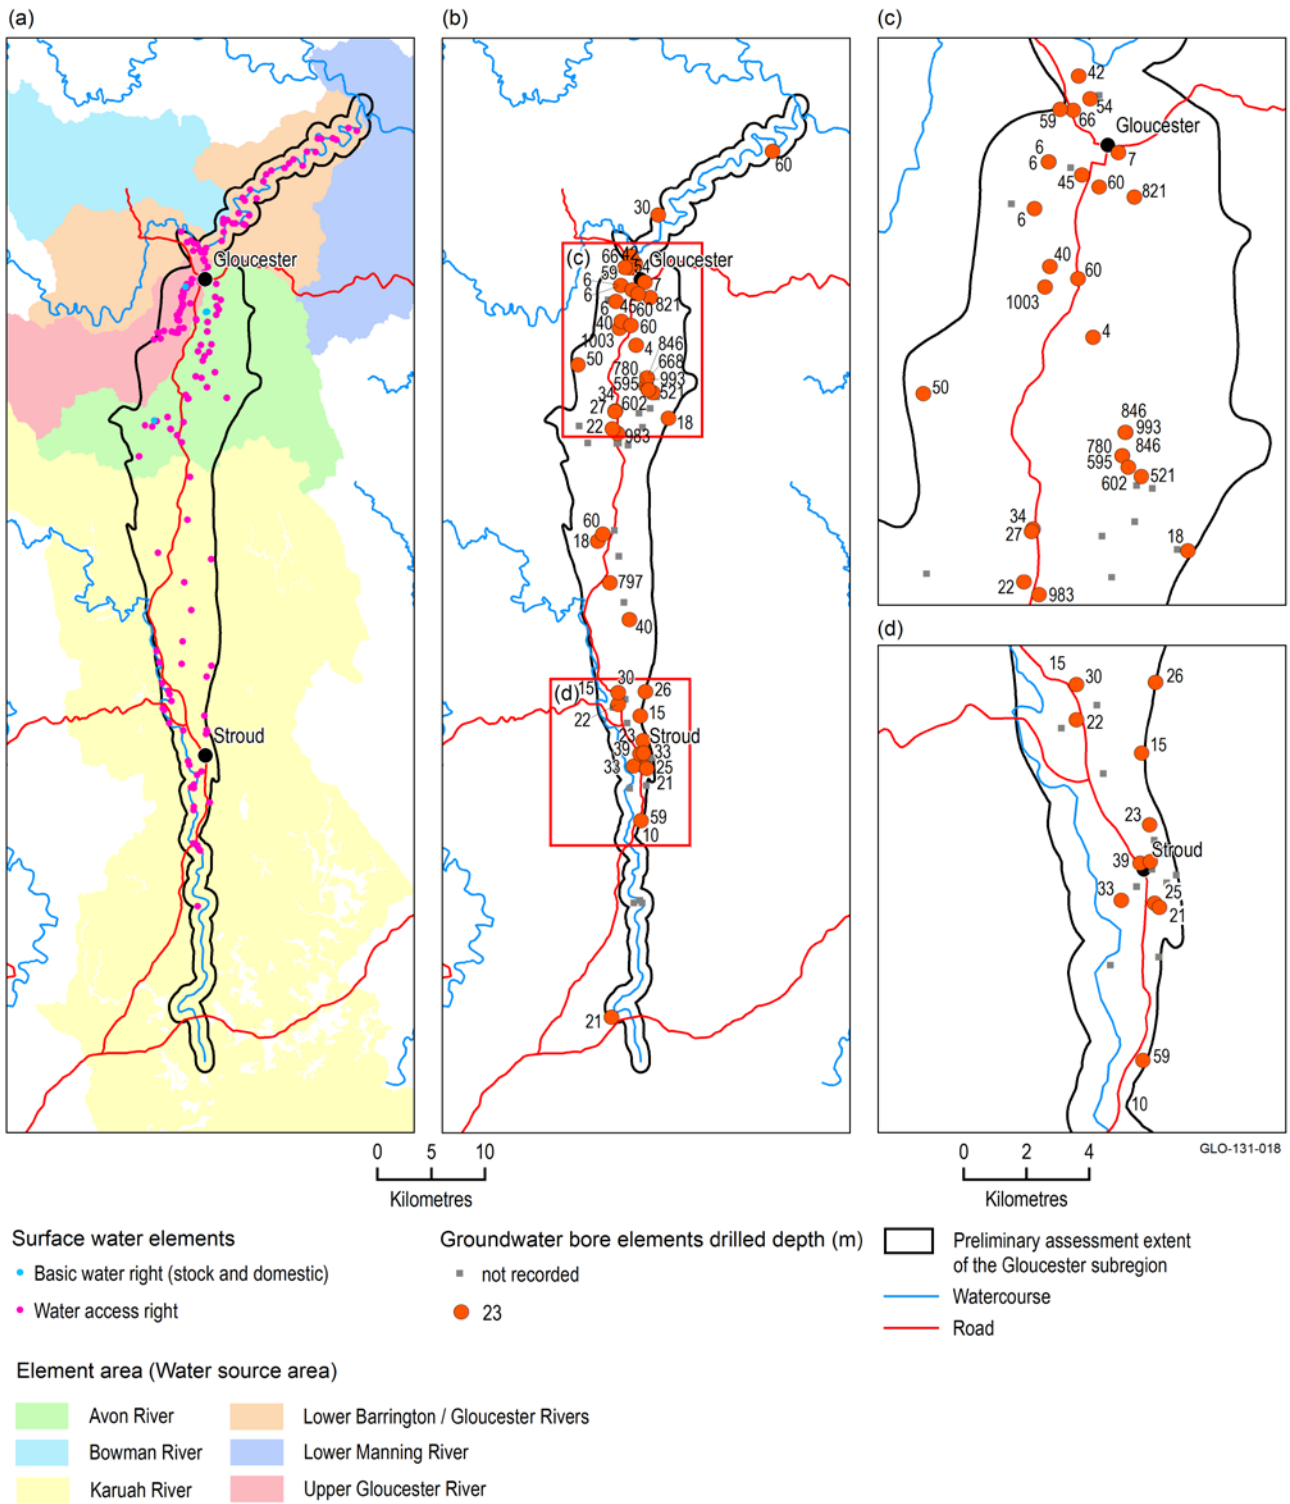 (a)
Gloucester
Stroud
(b)
60
30
(c)
66
42
59
54
Gloucester
6
7
6
6
45
60
821
40
60
1003
4
846
50
780
668
595
993
34
521
27
602
18
22
983
60
18
797
40
30
15
26
(d)
22
15
23
Stroud
39
33
33
25
21
59
10
21
(c)
42
54
59
66
Gloucester
6
6
7
45
60
821
6
40
60
1003
4
50
846
993
780
846
595
602
521
34
27
18
22
983
(d)
15
30
26
22
15
23
39
Stroud
33
25
21
59
10
0 5 10
Kilometres
0 2 4
Kilometres
GLO-131-018
Surface water elements
Basic water right (stock and domestic)
Water access right
Groundwater bore elements drilled depth (m)
not recorded
23
Preliminary assessment extent
of the Gloucester subregion
Watercourse
Road
Element area (Water source area)
Avon River
Lower Barrington / Gloucester Rivers
Bowman River
Lower Manning River
Karuah River
Upper Gloucester River